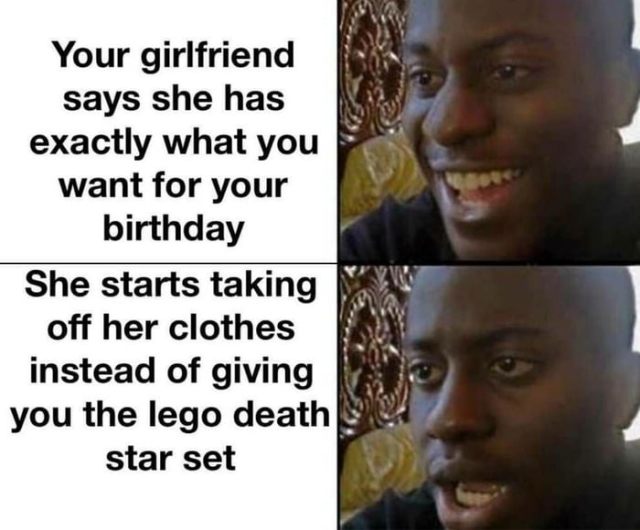 Your girlfriend
says she has
exactly what you
want for your
birthday
She starts taking
off her clothes
instead of giving
you the lego death
star set